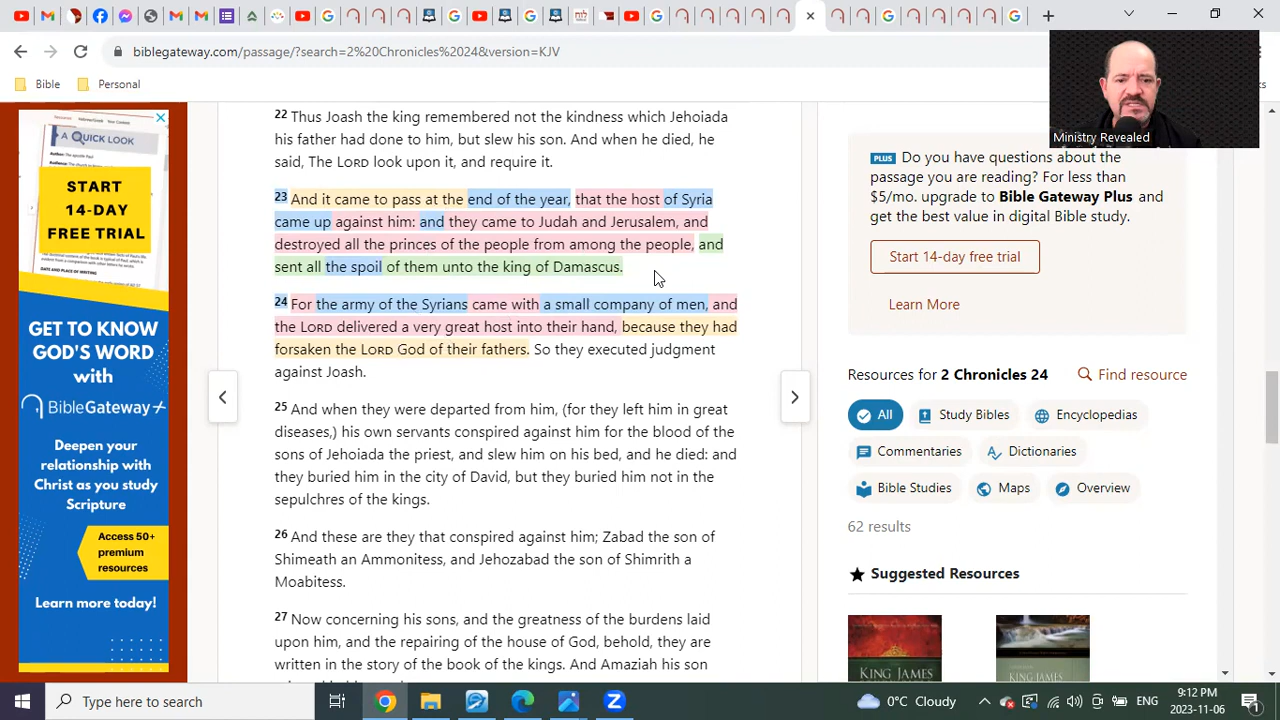 biblegateway.com/passage/?search=2%20Chronicles%2024&version=KJV
Bible
Personal
Ministry Revealed
A QUICK LOOK
START
14-DAY
FREE TRIAL
GET TO KNOW
GOD'S WORD
with
BibleGateway+
Deepen your
relationship with
Christ as you study
Scripture
Access 50+
premium
resources
Learn more today!
22 Thus Joash the king remembered not the kindness which Jehoiada
his father had done to him, but slew his son. And when he died, he
said, The LORD look upon it, and require it.
23 And it came to pass at the end of the year, that the host of Syria
came up against him: and they came to Judah and Jerusalem, and
destroyed all the princes of the people from among the people, and
sent all the spoil of them unto the king of Damascus.
24 For the army of the Syrians came with a small company of men, and
the LORD delivered a very great host into their hand, because they had
forsaken the LORD God of their fathers. So they executed judgment
against Joash.
25 And when they were departed from him, (for they left him in great
diseases,) his own servants conspired against him for the blood of the
sons of Jehoiada the priest, and slew him on his bed, and he died: and
they buried him in the city of David, but they buried him not in the
sepulchres of the kings.
26 And these are they that conspired against him; Zabad the son of
Shimeath an Ammonitess, and Jehozabad the son of Shimrith a
Moabitess.
27 Now concerning his sons, and the greatness of the burdens laid
upon him, and the repairing of the house of God, behold, they are
written in the story of the book of the kings. And Amaziah his son
PLUS Do you have questions about the
passage you are reading? For less than
$5/mo. upgrade to Bible Gateway Plus and
get the best value in digital Bible study.
Start 14-day free trial
Learn More
Resources for 2 Chronicles 24
Find resource
All
Study Bibles
Encyclopedias
Commentaries
Dictionaries
Bible Studies
Maps
Overview
62 results
Suggested Resources
KING JAMES
KING JAMES
Type here to search
0°C Cloudy
ENG
9:12 PM
2023-11-06